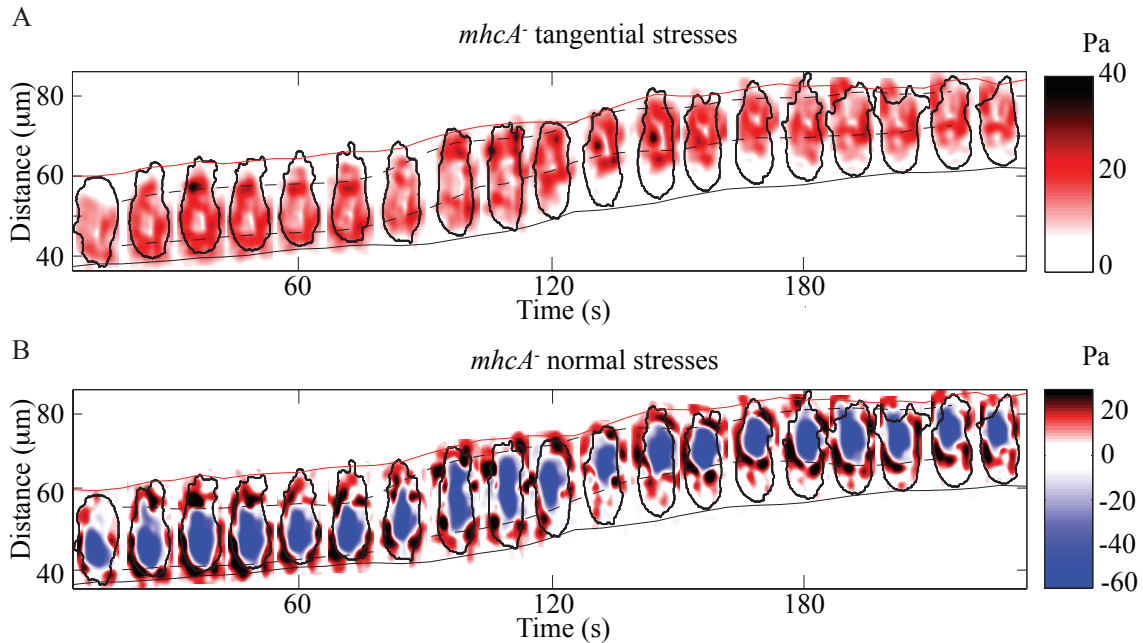 A
mhcA- tangential stresses
Pa
Distance (μm)
80
60
40
60
120
180
Time (s)
40
20
0
B
mhcA- normal stresses
Pa
Distance (μm)
80
60
40
60
120
180
Time (s)
20
0
-20
-40
-60